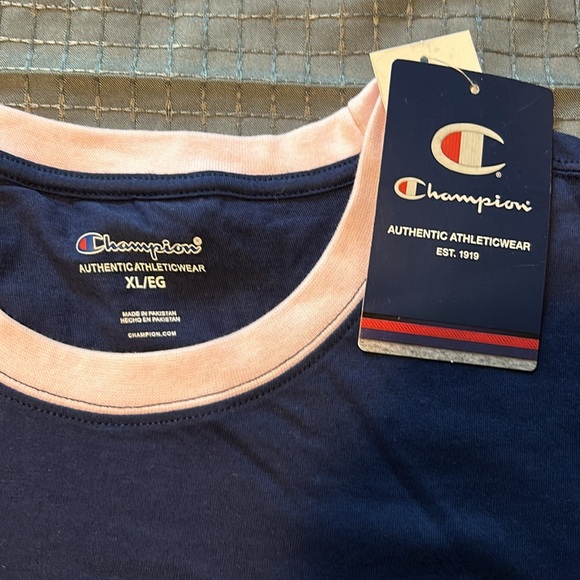 Champion
AUTHENTIC ATHLETICWEAR
XL/EG
MADE IN PAKISTAN
HECHO EN PAKISTAN
CHAMPION.COM
C
Champion
AUTHENTIC ATHLETICWEAR
EST. 1919